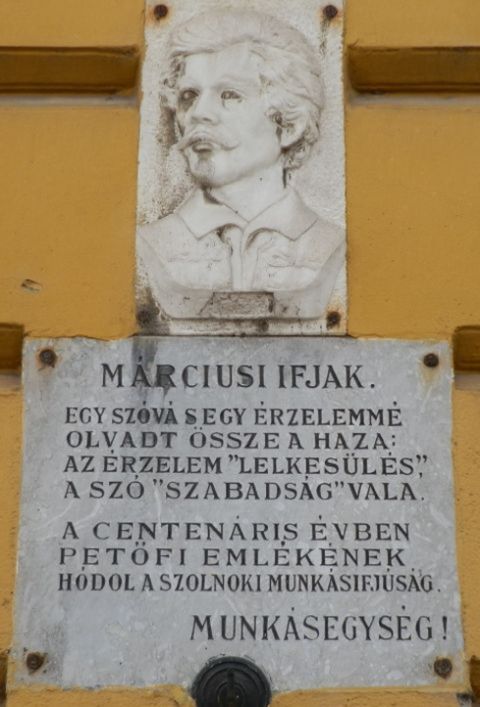 MÁRCIUSI IFJAK.
EGY SZÓVÁ S EGY ÉRZELEMMÉ
OLVADT ÖSSZE A HAZA:
AZ ÉRZELEM "LELKESÜLÉS",
A SZÓ "SZABADSÁG" VALA.
A CENTENÁRIS ÉVBEN
PETŐFI EMLÉKÉNEK
HÓDOL A SZOLNOKI MUNKÁSIFJÚSÁG.
MUNKÁSEGYSÉG!